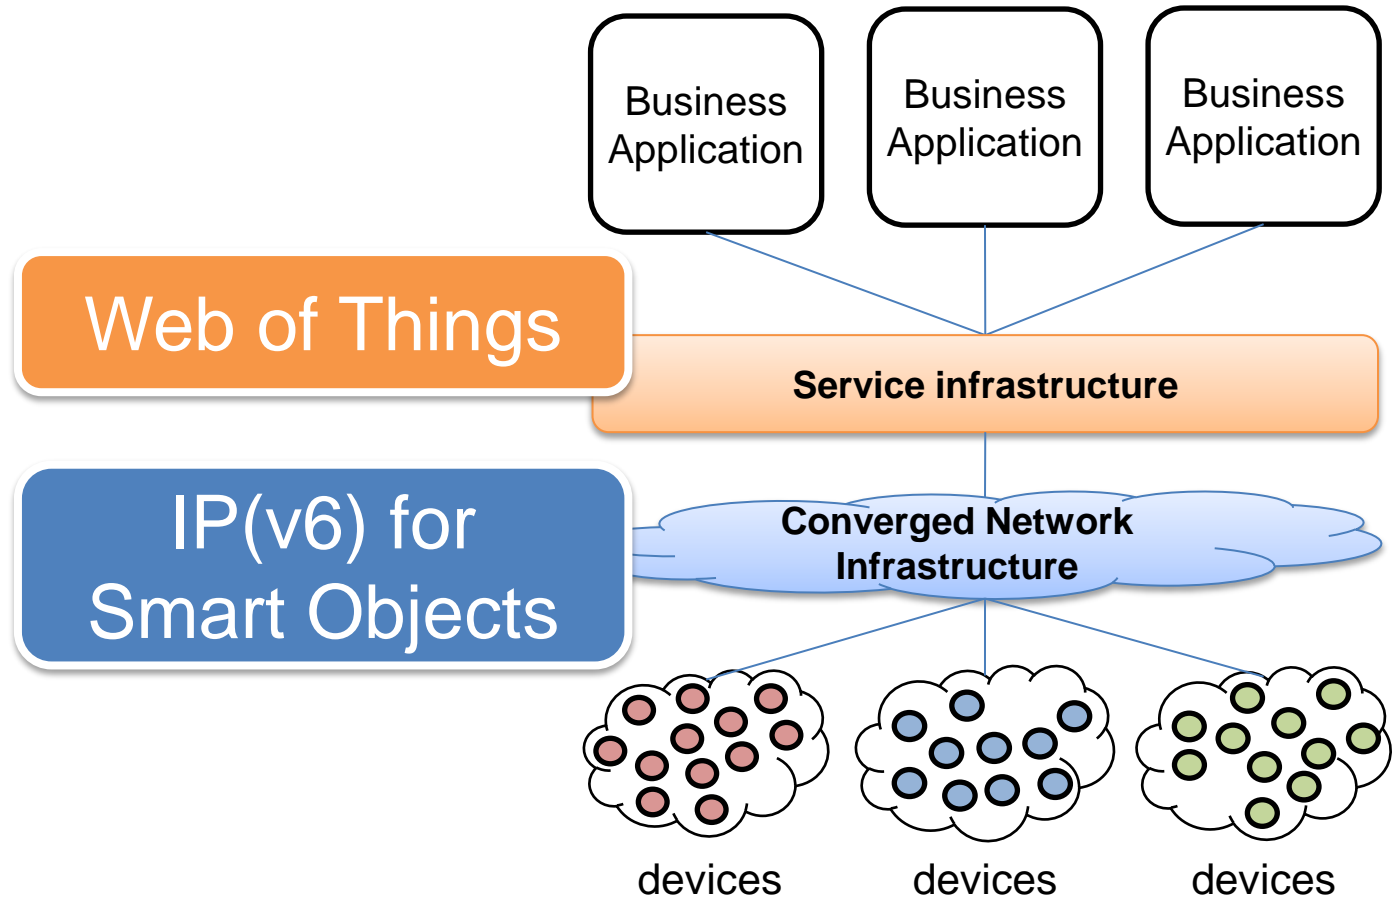 Business
Application
Business
Application
Business
Application
Web of Things
Service infrastructure
IP(v6) for
Smart Objects
Converged Network
Infrastructure
devices
devices
devices